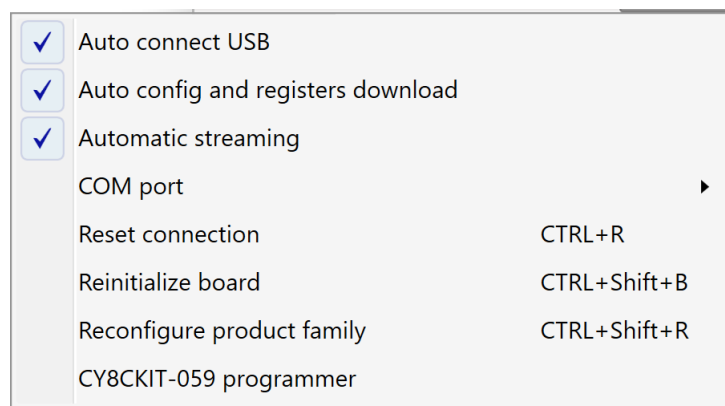 Auto connect USB
Auto config and registers download
Automatic streaming
COM port
Reset connection CTRL+R
Reinitialize board CTRL+Shift+B
Reconfigure product family CTRL+Shift+R
CY8CKIT-059 programmer